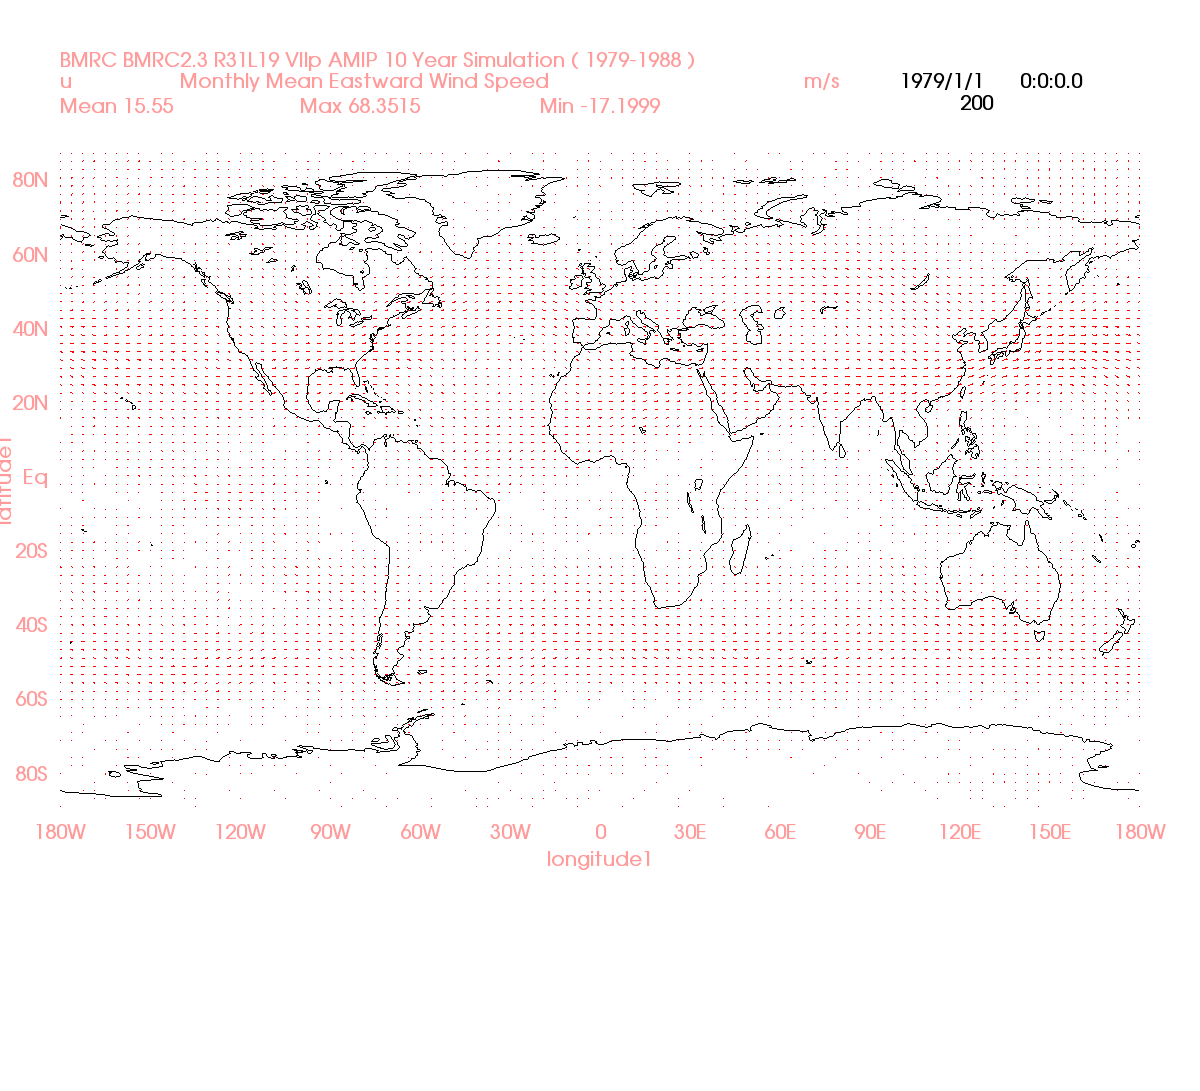 BMRC BMRC2.3 R31L19 VIIp AMIP 10 Year Simulation ( 1979-1988 )
u Monthly Mean Eastward Wind Speed m/s 1979/1/1 0:0:0.0
Mean 15.55 Max 68.3515 Min -17.1999 200
80N
60N
40N
20N
Eq
20S
40S
60S
80S
latitude1
180W 150W 120W 90W 60W 30W 0 30E 60E 90E 120E 150E 180W
longitude1